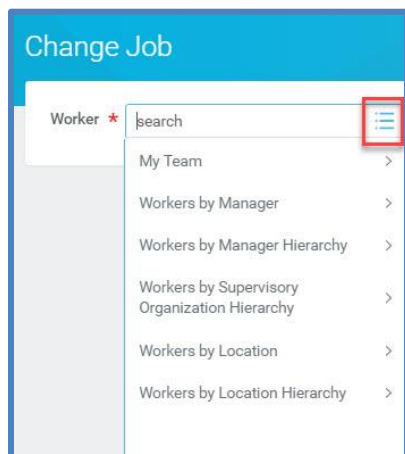 Change Job
Worker * search
My Team
Workers by Manager
Workers by Manager Hierarchy
Workers by Supervisory
Organization Hierarchy
Workers by Location
Workers by Location Hierarchy